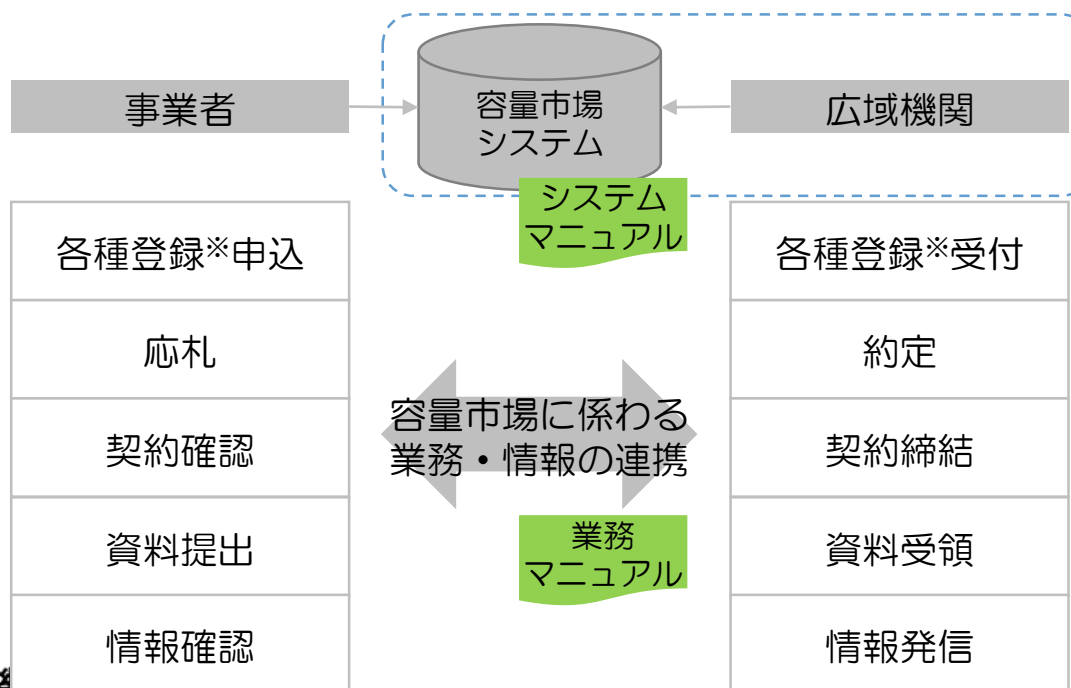 事業者
容量市場
システム
広域機関
システム
マニュアル
各種登録※申込
各種登録※受付
応札
約定
容量市場に係わる
業務・情報の連携
契約確認
契約締結
業務
マニュアル
資料提出
資料受領
情報確認
情報発信